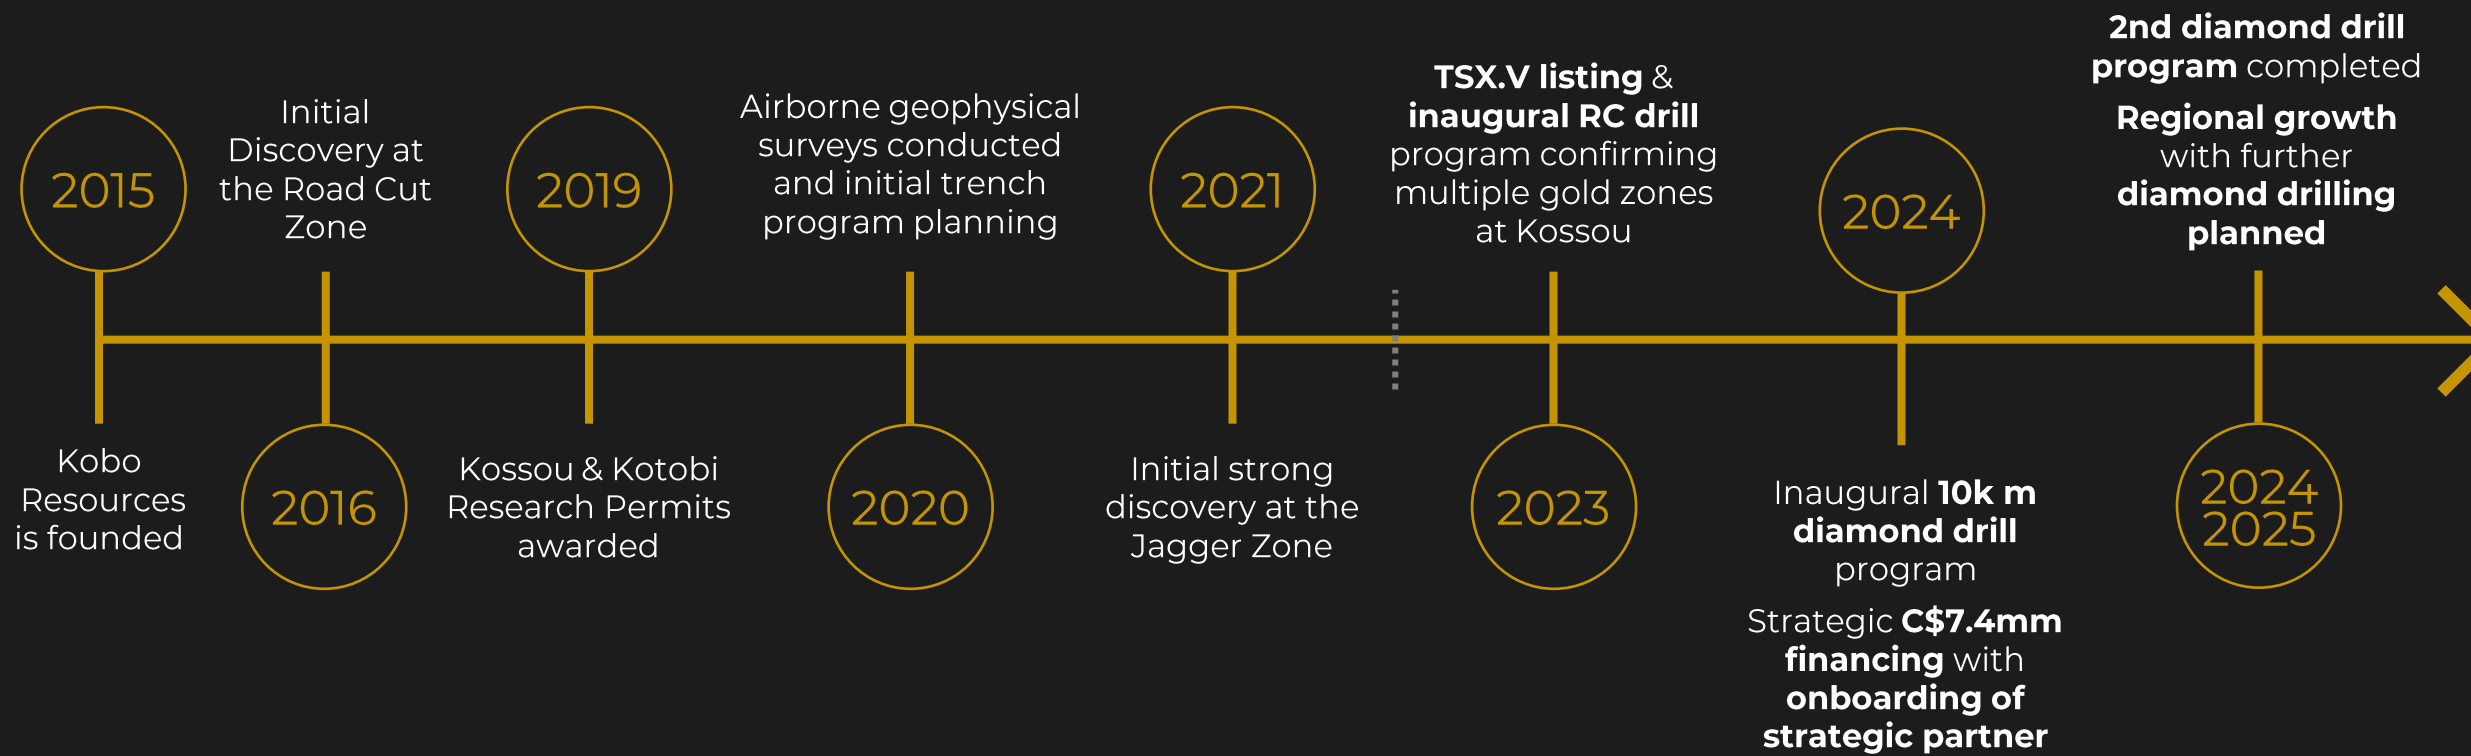 2015
Kobo
Resources
is founded
Initial
Discovery at
the Road Cut
Zone
2016
2019
Kossou & Kotobi
Research Permits
awarded
Airborne geophysical
surveys conducted
and initial trench
program planning
2020
2021
Initial strong
discovery at the
Jagger Zone
TSX.V listing &
inaugural RC drill
program confirming
multiple gold zones
at Kossou
2023
2024
Inaugural 10k m
diamond drill
program
Strategic C$7.4mm
financing with
onboarding of
strategic partner
2nd diamond drill
program completed
Regional growth
with further
diamond drilling
planned
2024
2025